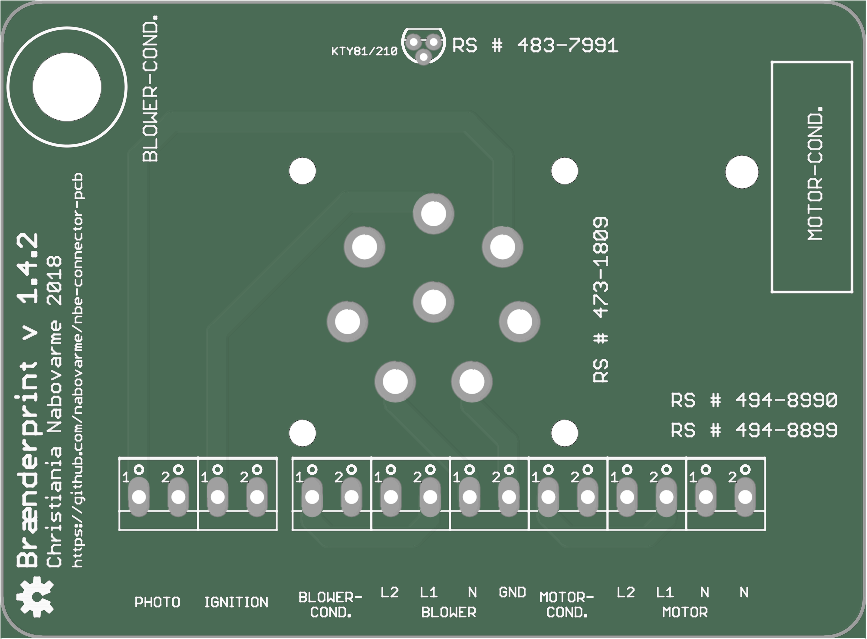 KTY81/210
RS # 483-7991
BLOWER-COND.
MOTOR-COND.
RS # 473-1809
RS # 494-8990
RS # 494-8899
Brænderprint v 1.4.2
Christiania Nabovarme 2018
https://github.com/nabovarme/nbe-connector-pcb
1 2 1 2 1 2 1 2 1 2 1 2 1 2 1 2
PHOTO IGNITION BLOWER-COND. L2 L1 N GND MOTOR-COND. L2 L1 N N
BLOWER MOTOR